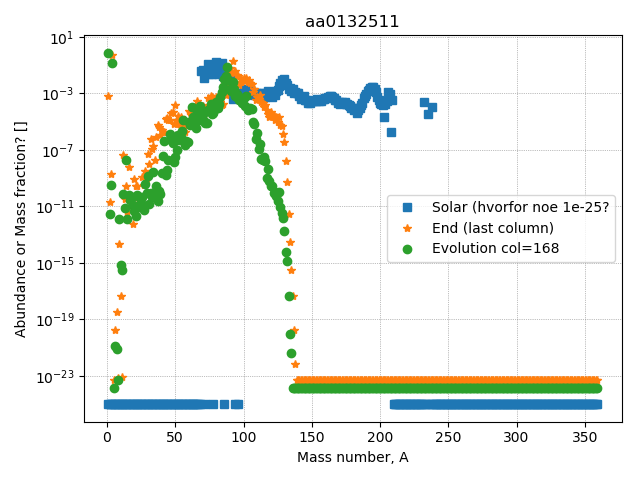 aa0132511
Abundance or Mass fraction? []
10^1
10^-3
10^-7
10^-11
10^-15
10^-19
10^-23
Solar (hvorfor noe 1e-25?
End (last column)
Evolution col=168
0 50 100 150 200 250 300 350
Mass number, A